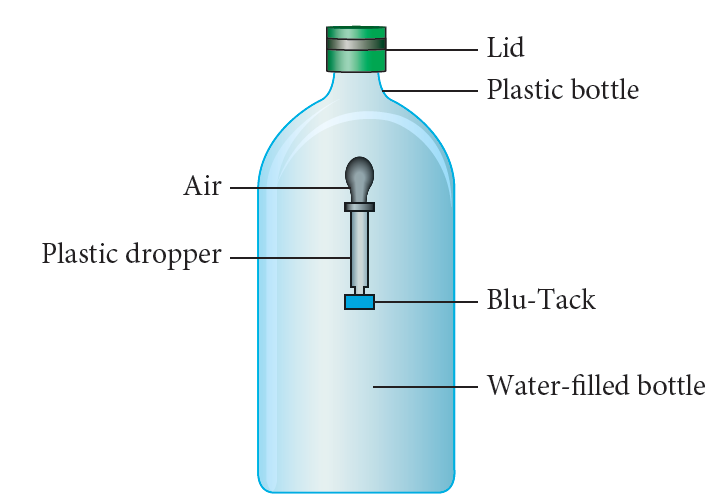 Lid
Plastic bottle
Air
Plastic dropper
Blu-Tack
Water-filled bottle